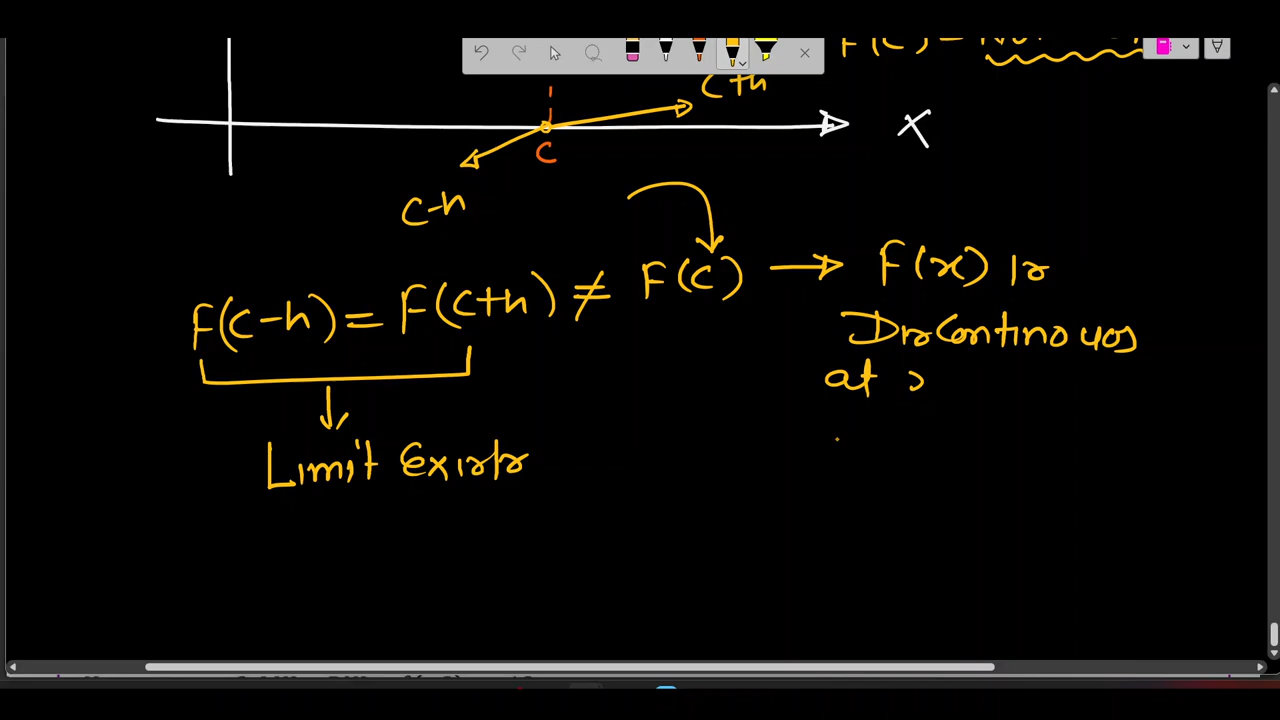 F(C) =
C+h
X
C
C-h
F(C-h) = F(C+h) ≠ F(C) → F(x) is
Discontinuous
at
Limit Exists